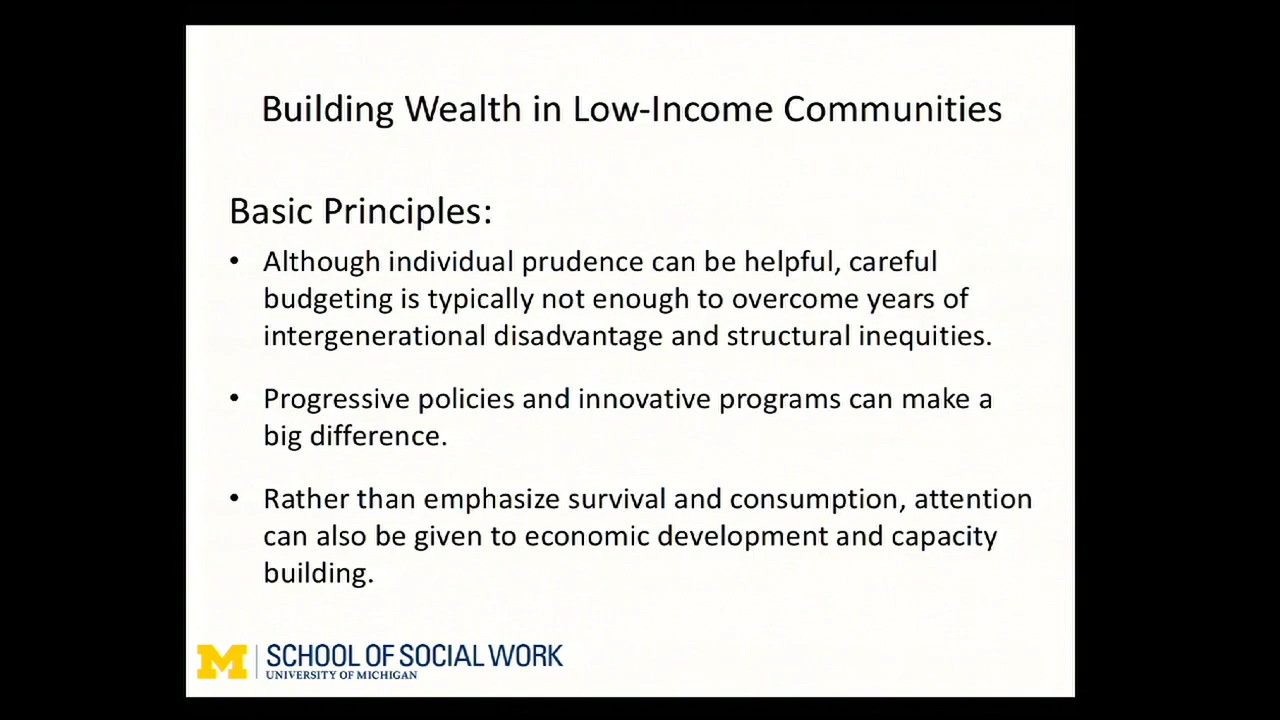 Building Wealth in Low-Income Communities
Basic Principles:
• Although individual prudence can be helpful, careful
budgeting is typically not enough to overcome years of
intergenerational disadvantage and structural inequities.
• Progressive policies and innovative programs can make a
big difference.
• Rather than emphasize survival and consumption, attention
can also be given to economic development and capacity
building.
M SCHOOL OF SOCIAL WORK
UNIVERSITY OF MICHIGAN